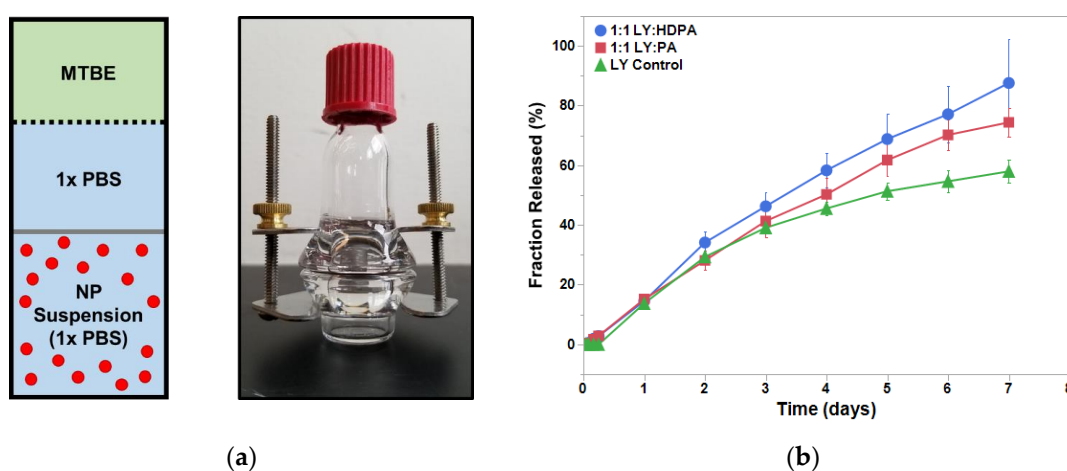 MTBE
1x PBS
NP
Suspension
(1x PBS)
(a)
1:1 LY:HDPA
1:1 LY:PA
LY Control
Fraction Released (%)
100
80
60
40
20
0
0 1 2 3 4 5 6 7 8
Time (days)
(b)